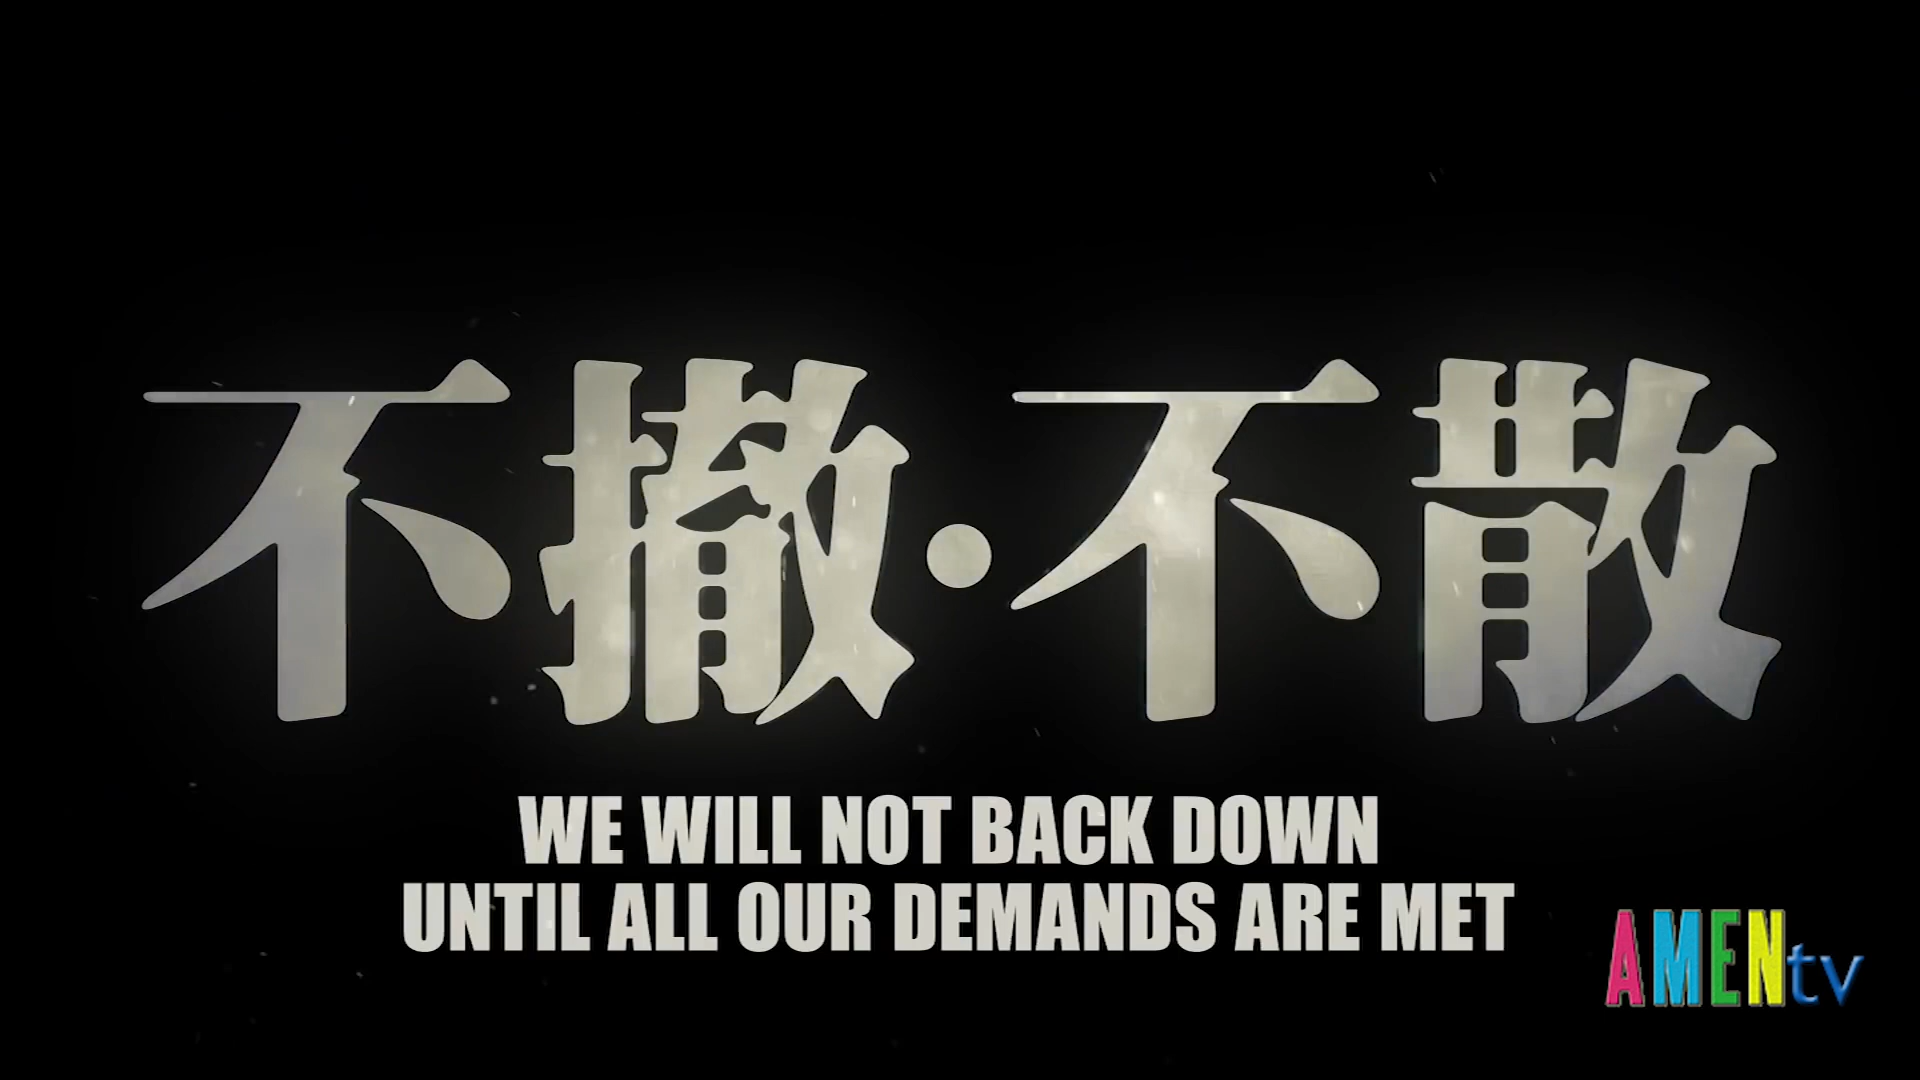 不撤·不散
WE WILL NOT BACK DOWN
UNTIL ALL OUR DEMANDS ARE MET
AMENtv